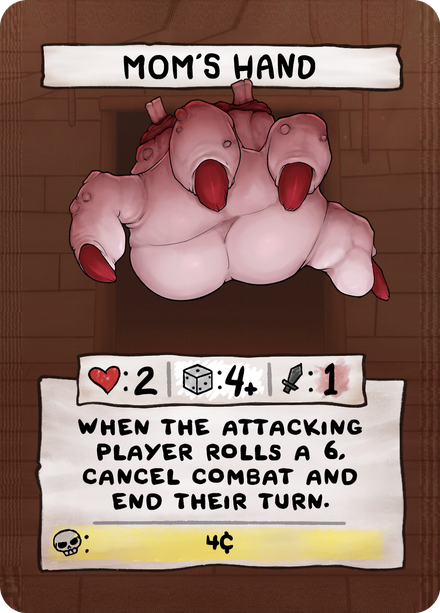 MOM'S HAND
:2 :4+ :1
WHEN THE ATTACKING
PLAYER ROLLS A 6,
CANCEL COMBAT AND
END THEIR TURN.
: 4¢